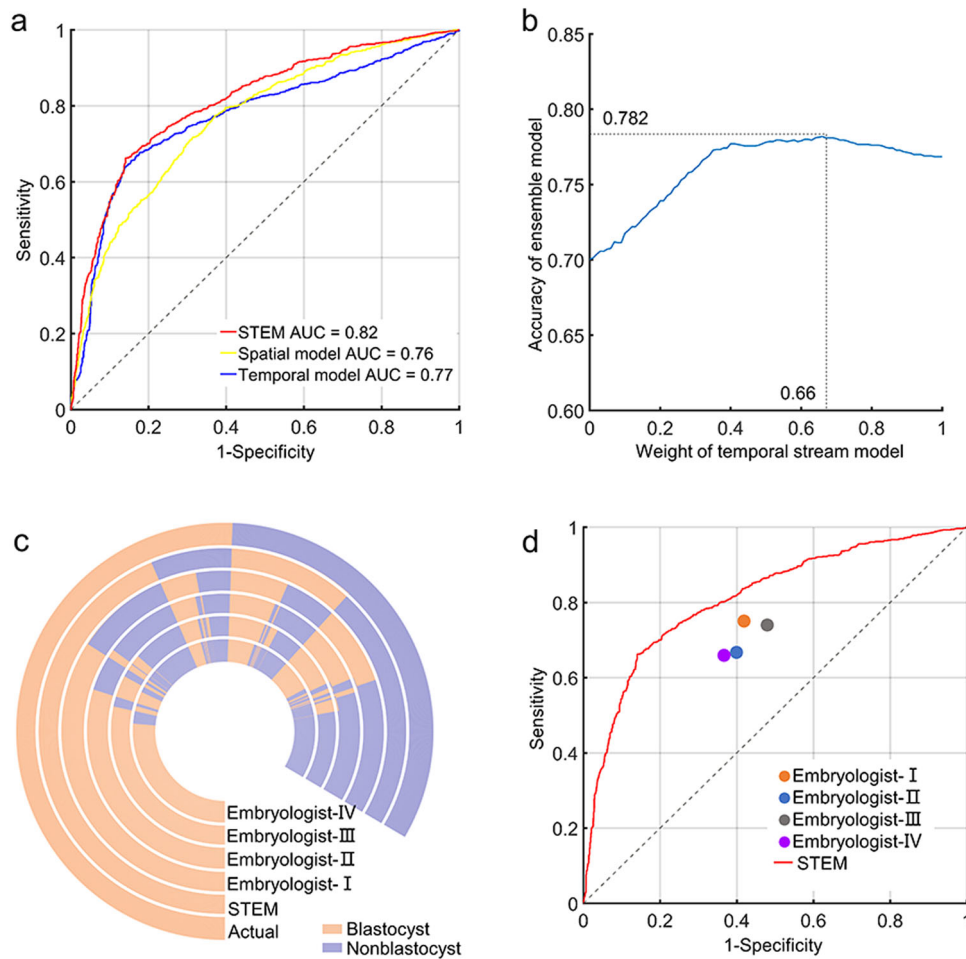 a
1
0.8
0.6
0.4
0.2
0
Sensitivity
STEM AUC = 0.82
Spatial model AUC = 0.76
Temporal model AUC = 0.77
0 0.2 0.4 0.6 0.8 1
1-Specificity
b
0.85
0.80
0.75
0.70
0.65
0.60
Accuracy of ensemble model
0.782
0.66
0 0.2 0.4 0.6 0.8 1
Weight of temporal stream model
c
Embryologist-Ⅳ
Embryologist-Ⅲ
Embryologist-Ⅱ
Embryologist-Ⅰ
STEM
Actual
Blastocyst
Nonblastocyst
d
1
0.8
0.6
0.4
0.2
0
Sensitivity
Embryologist-Ⅰ
Embryologist-Ⅱ
Embryologist-Ⅲ
Embryologist-Ⅳ
STEM
0 0.2 0.4 0.6 0.8 1
1-Specificity